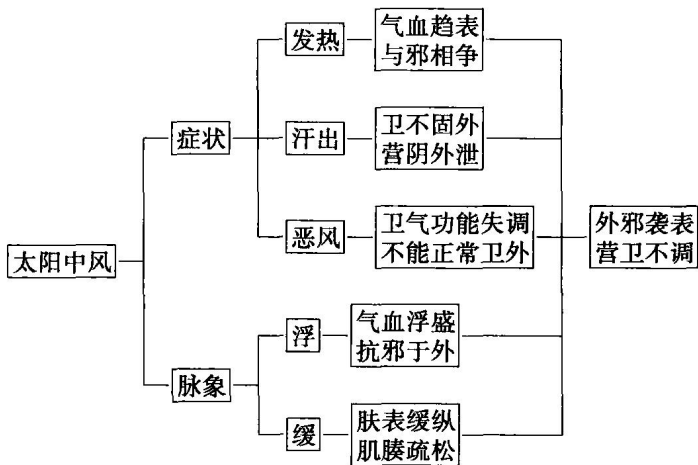 发热
气血趋表
与邪相争
症状
汗出
卫不固外
营阴外泄
恶风
卫气功能失调
不能正常卫外
外邪袭表
营卫不调
太阳中风
浮
气血浮盛
抗邪于外
脉象
缓
肤表缓纵
肌腠疏松